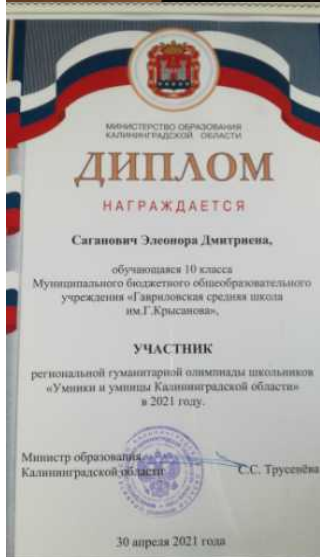 МИНИСТЕРСТВО ОБРАЗОВАНИЯ
КАЛИНИНГРАДСКОЙ ОБЛАСТИ
ДИПЛОМ
НАГРАЖДАЕТСЯ
Саганович Элеонора Дмитриевна,
обучающаяся 10 класса
Муниципального бюджетного общеобразовательного
учреждения «Гавриловская средняя школа
им.Г.Крысанова»,
УЧАСТНИК
региональной гуманитарной олимпиады школьников
«Умники и умницы Калининградской области»
в 2021 году.
Министр образования
Калининградской области
С.С. Трусенёва
30 апреля 2021 года